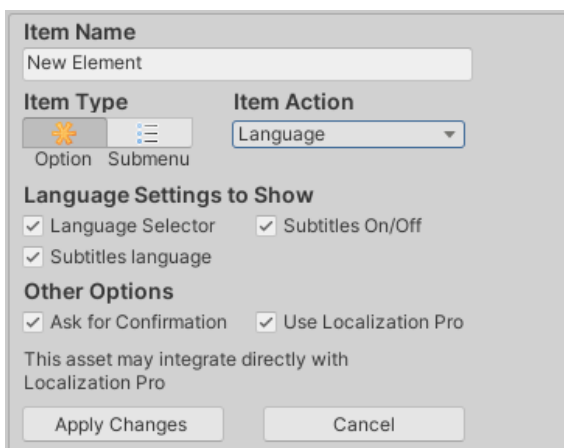 Item Name
New Element
Item Type Item Action
Language
Option Submenu
Language Settings to Show
Language Selector Subtitles On/Off
Subtitles language
Other Options
Ask for Confirmation Use Localization Pro
This asset may integrate directly with
Localization Pro
Apply Changes Cancel